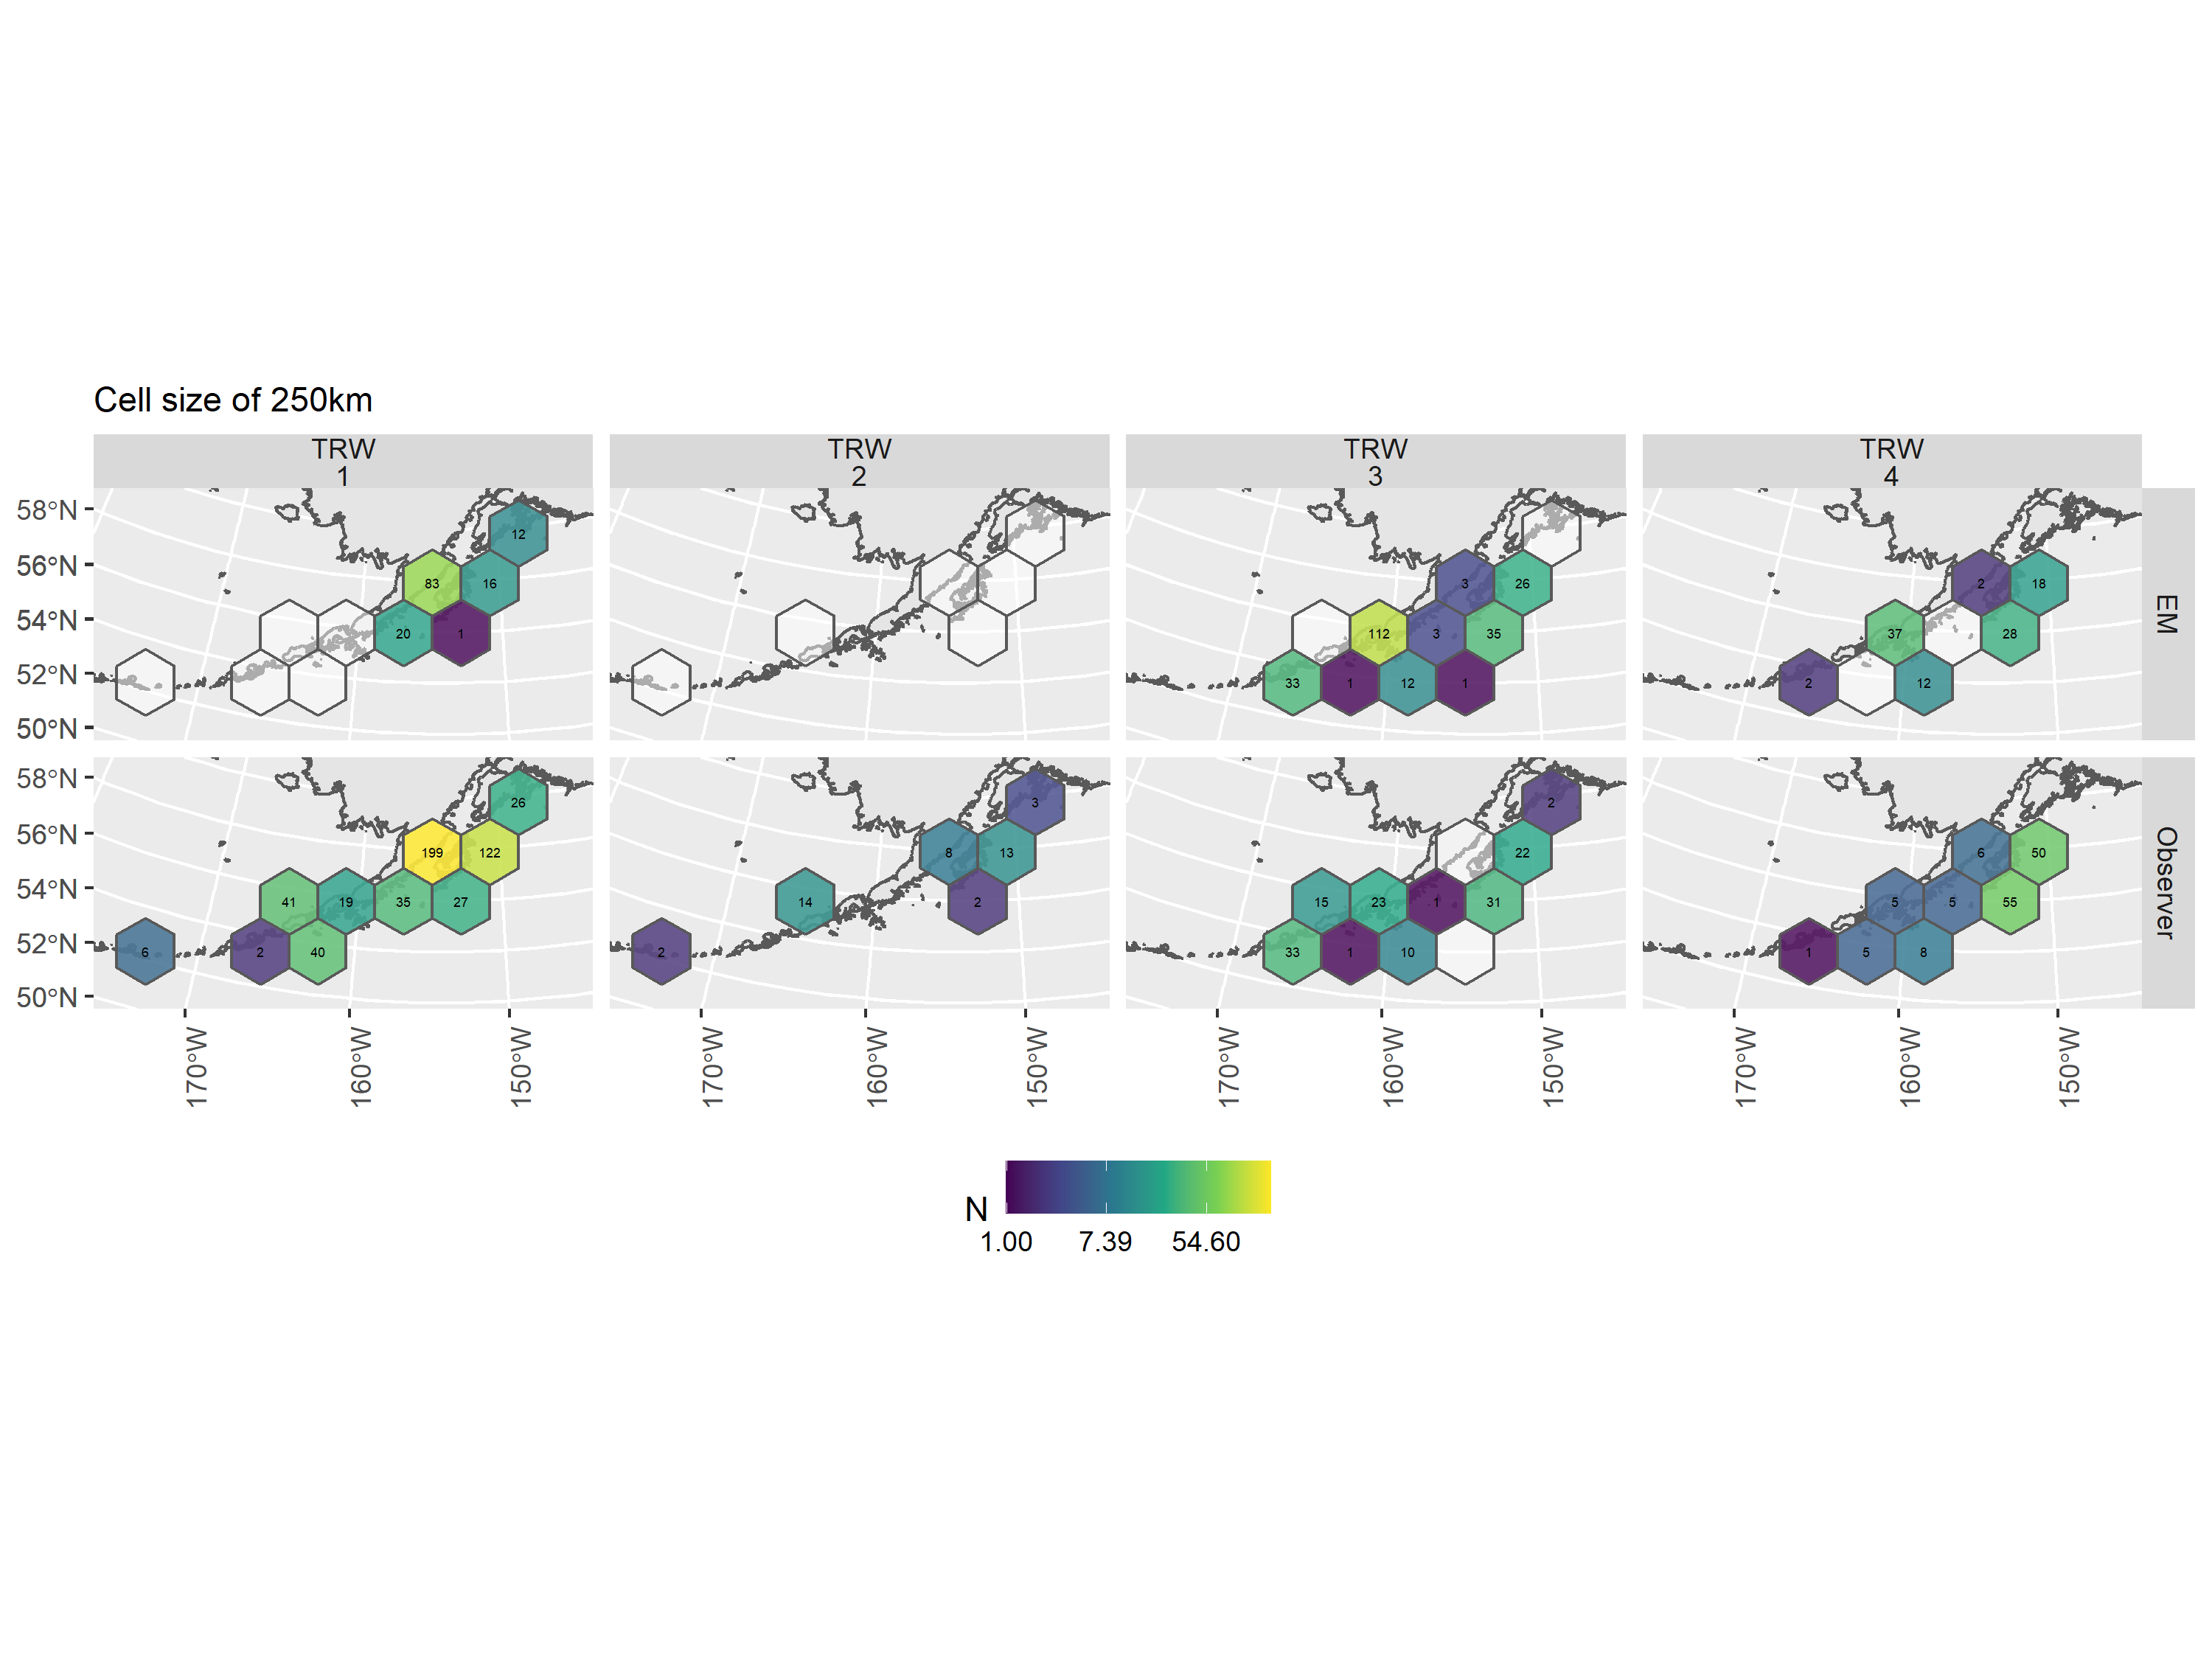 Cell size of 250km
TRW TRW TRW TRW
1 2 3 4
58°N
56°N
54°N
52°N
50°N
12
83 16
20 1
3 26
112 3 35
33 1 12 1
2 18
37 28
2 12
EM
58°N
56°N
54°N
52°N
50°N
26
199 122
41 19 35 27
6 2 40
3
8 13
14 2
2
2
22
15 23 1 31
33 1 10
6 50
5 5 55
1 5 8
Observer
170°W 160°W 150°W 170°W 160°W 150°W 170°W 160°W 150°W 170°W 160°W 150°W
N
1.00 7.39 54.60